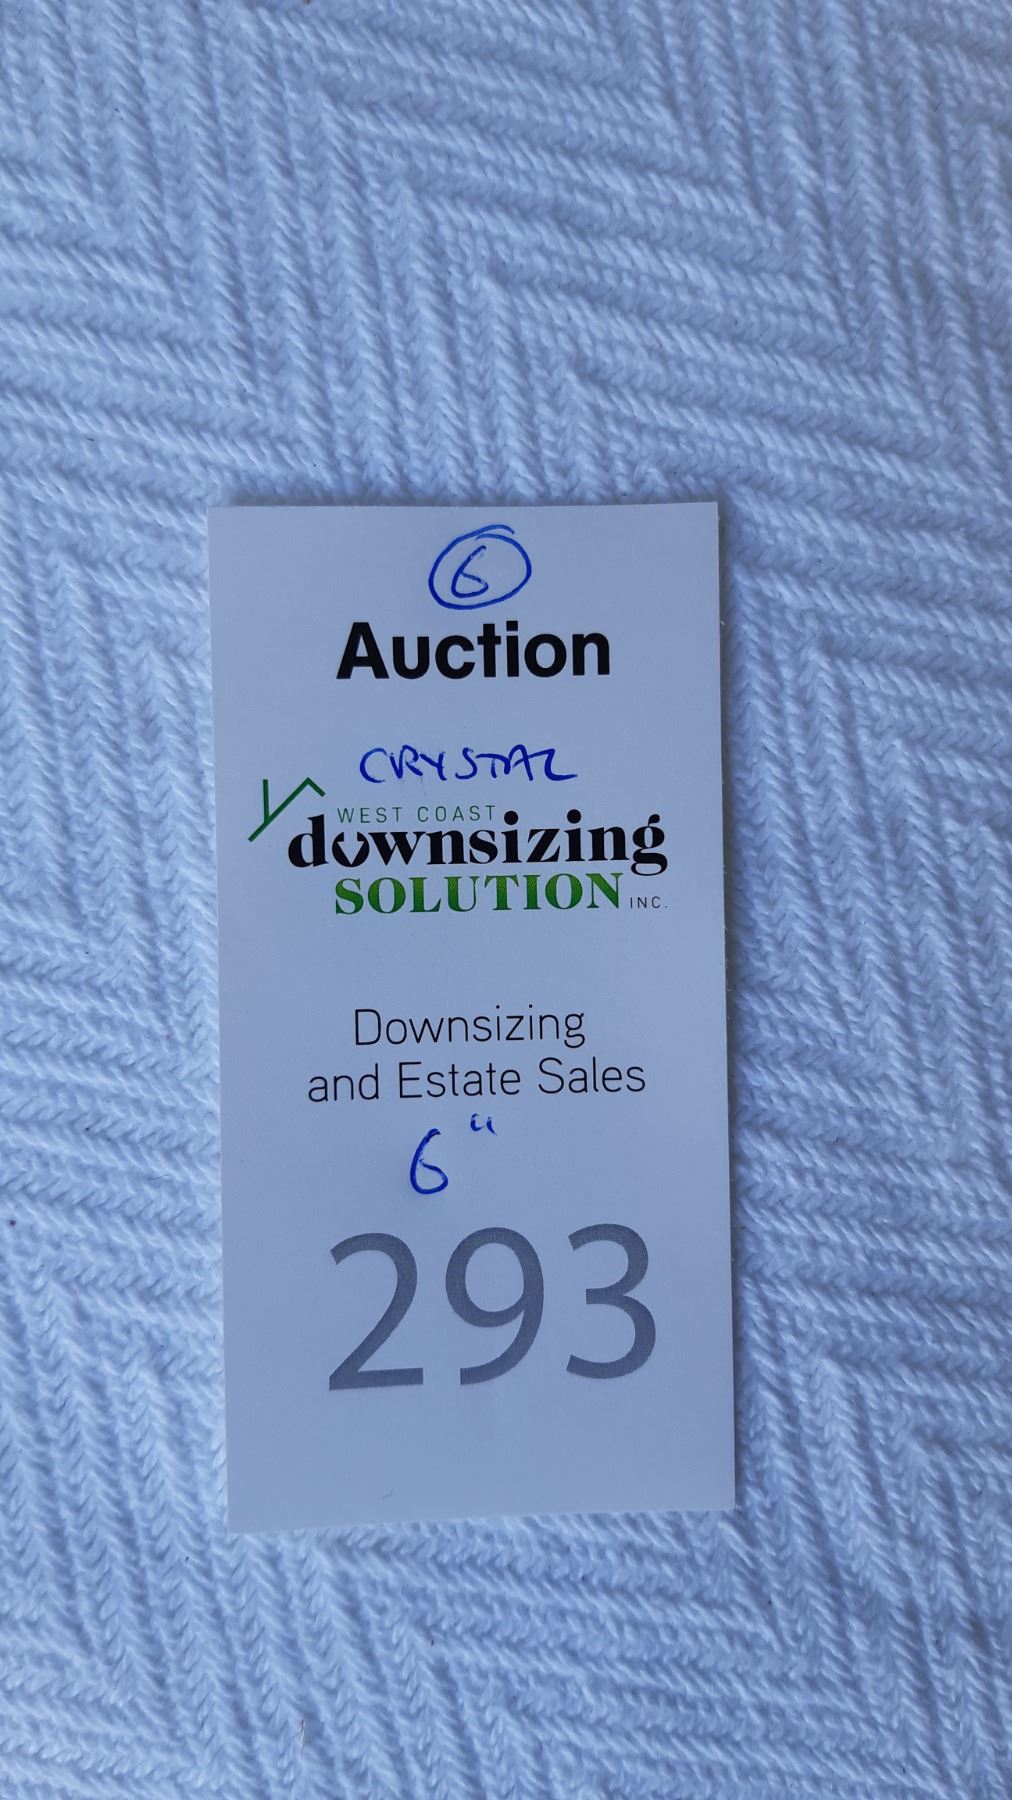 6
Auction
CRYSTAL
WEST COAST
downsizing
SOLUTION INC.
Downsizing
and Estate Sales
6"
293